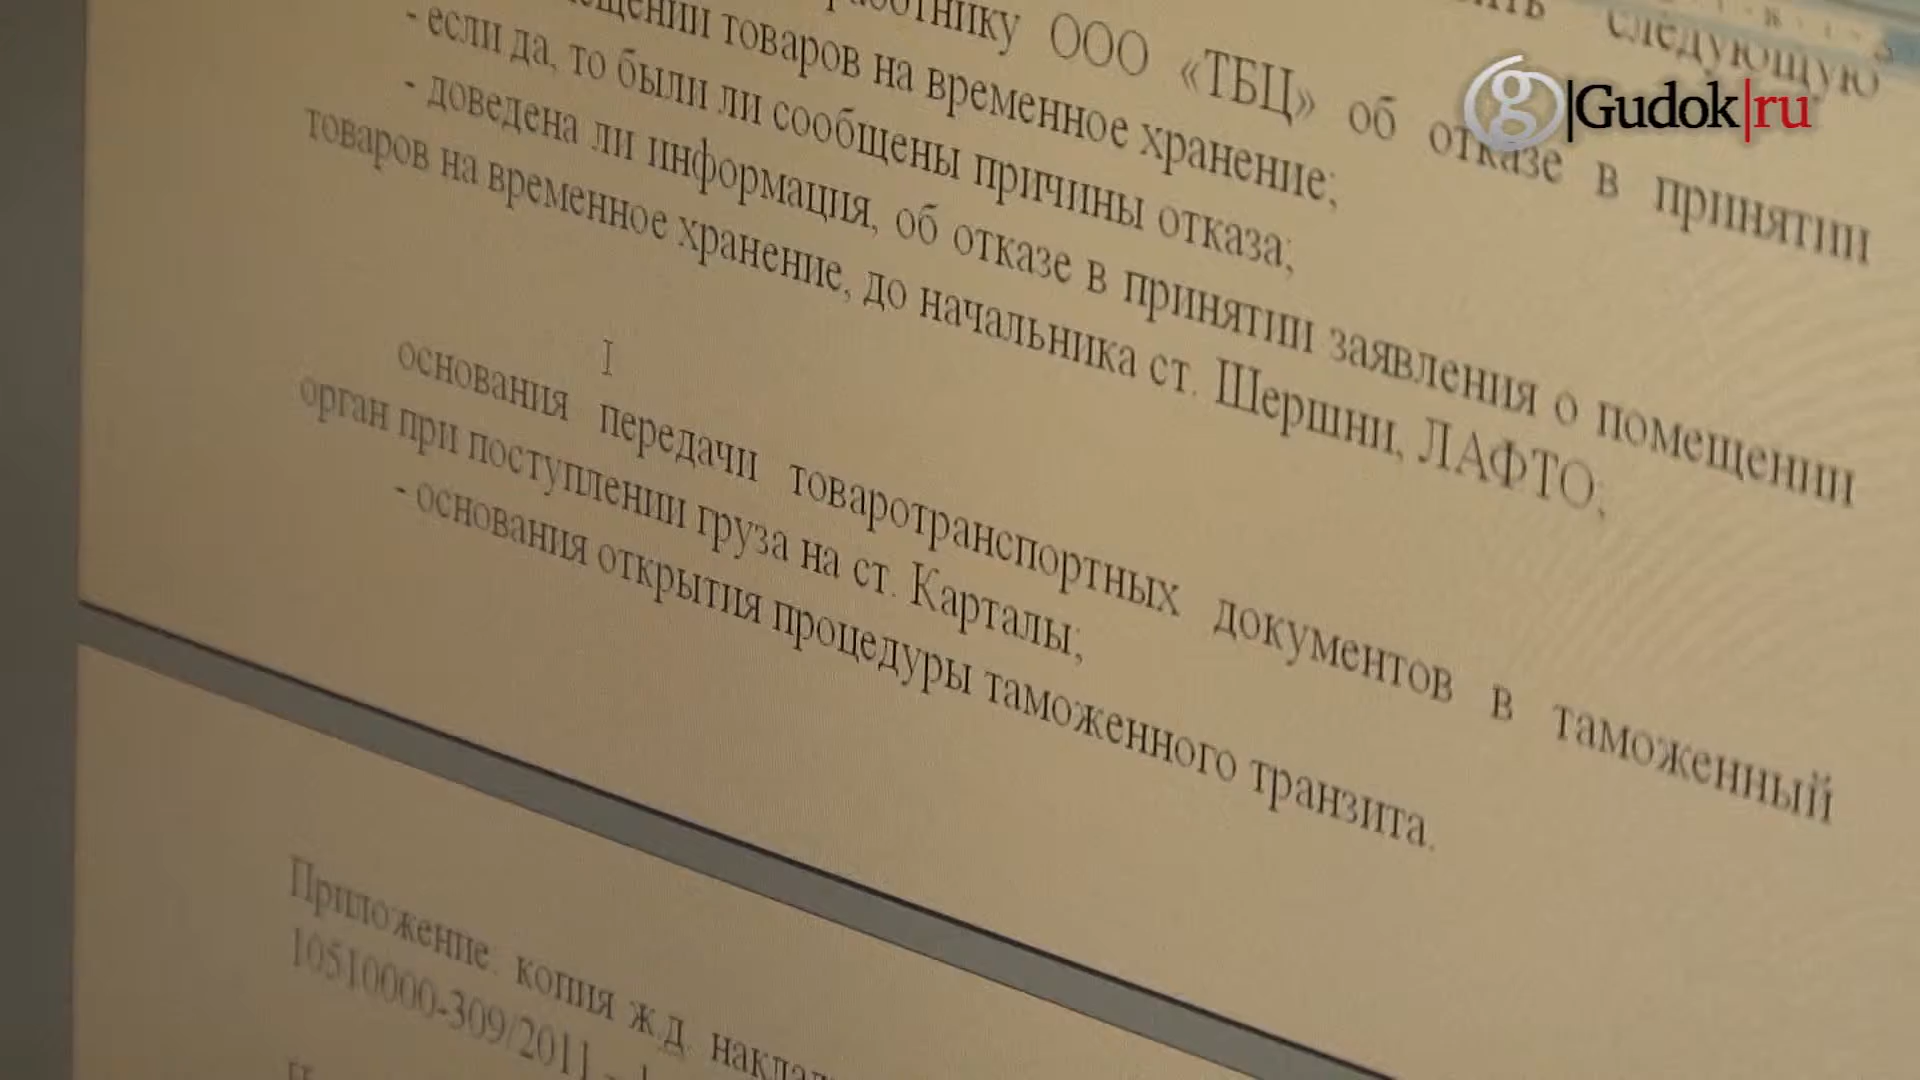 следующую
ООО «ТБЦ» об отказе в принятии
товаров на временное хранение;
- если да, то были ли сообщены причины отказа;
- доведена ли информация, об отказе в принятии заявления о помещении
товаров на временное хранение, до начальника ст. Шершни, ЛАФТО;
основания передачи товаротранспортных документов в таможенный
орган при поступлении груза на ст. Карталы;
- основания открытия процедуры таможенного транзита.
Приложение: копия ж.д.
10510000-309/2011
g|Gudok|ru